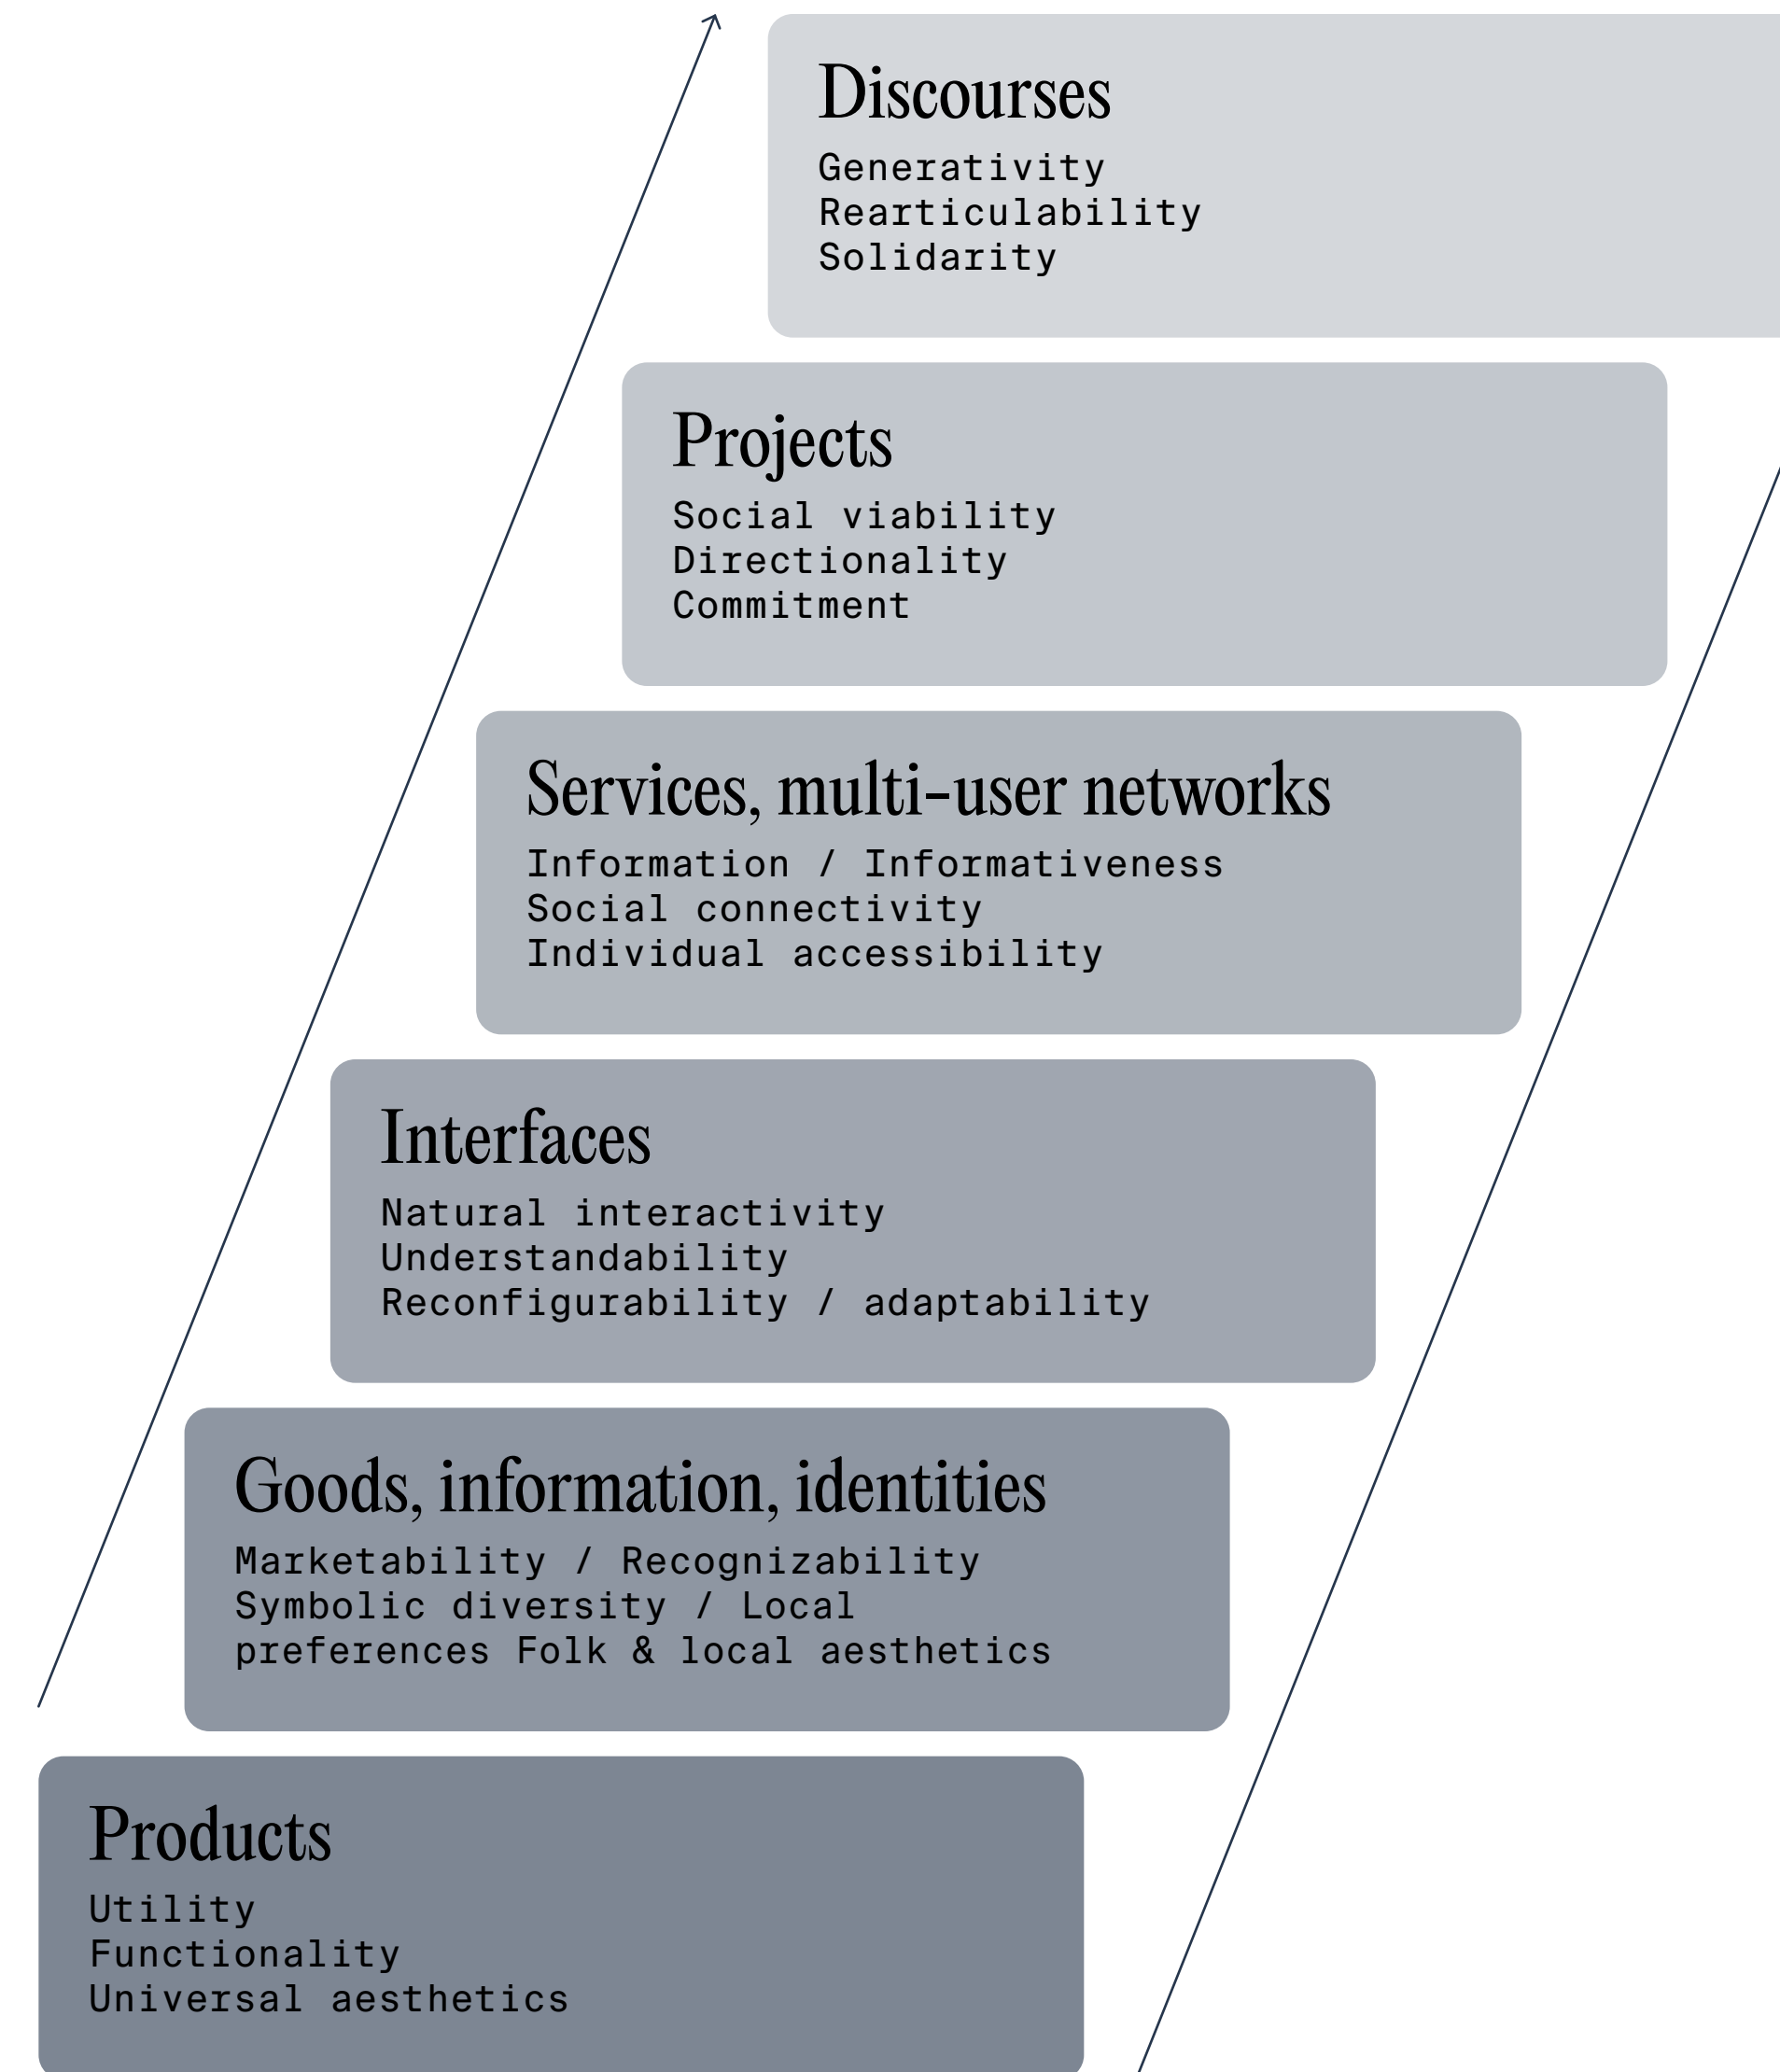 Discourses
Generativity
Rearticulability
Solidarity
Projects
Social viability
Directionality
Commitment
Services, multi-user networks
Information / Informativeness
Social connectivity
Individual accessibility
Interfaces
Natural interactivity
Understandability
Reconfigurability / adaptability
Goods, information, identities
Marketability / Recognizability
Symbolic diversity / Local
preferences Folk & local aesthetics
Products
Utility
Functionality
Universal aesthetics